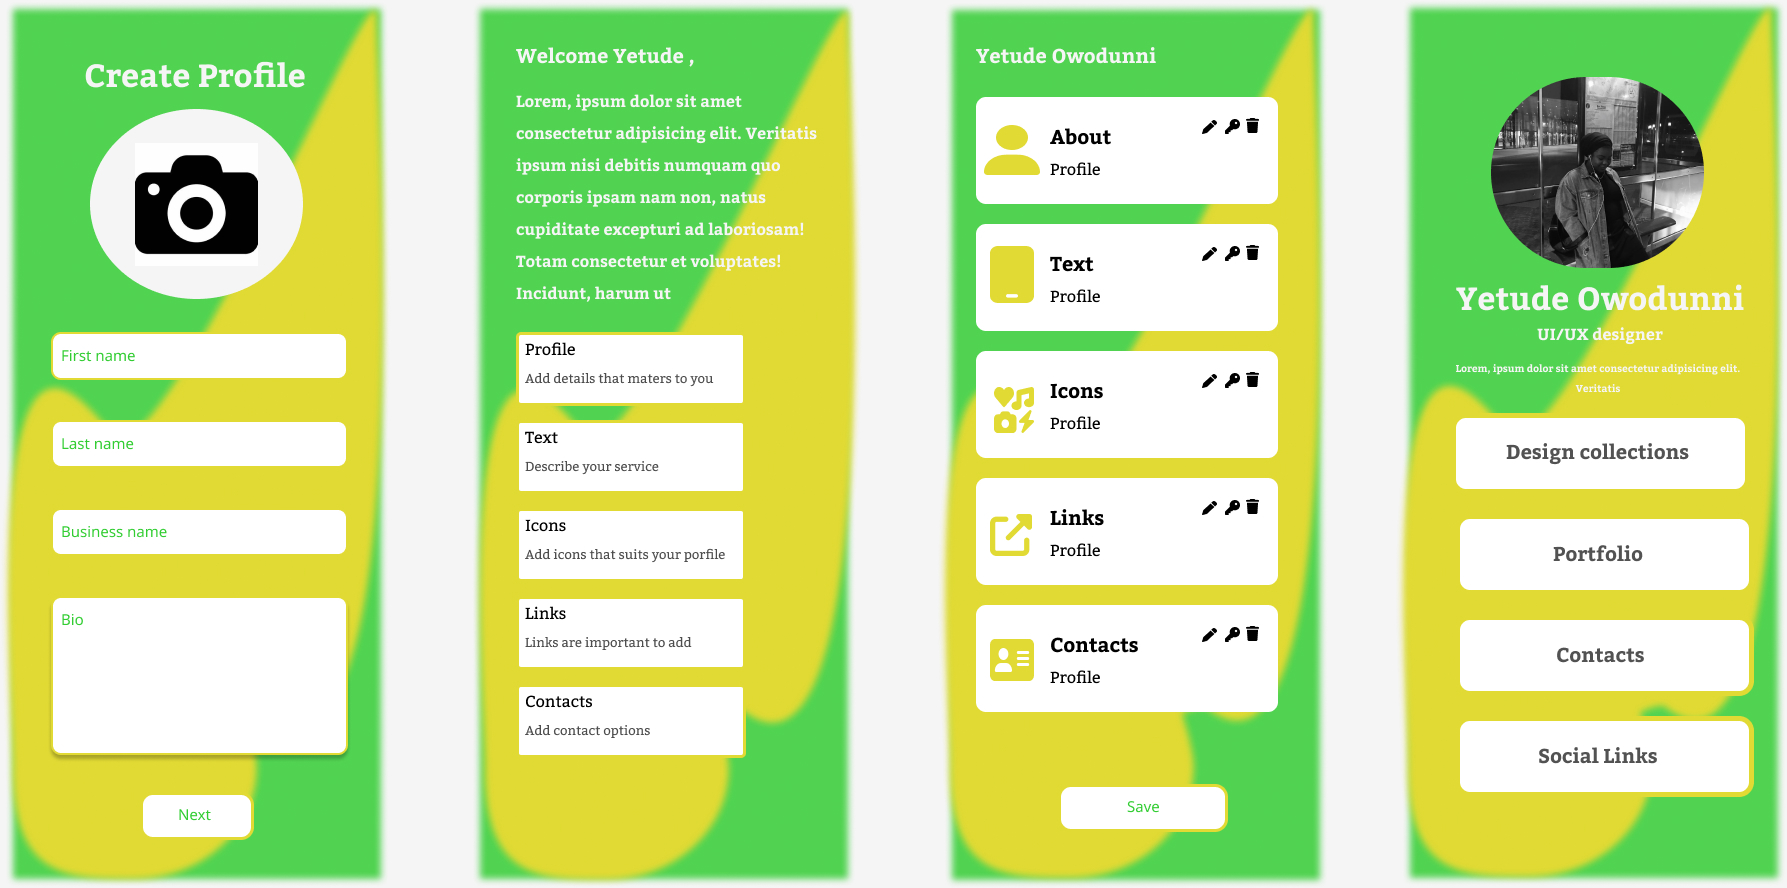 Create Profile
First name
Last name
Business name
Bio
Next
Welcome Yetude ,
Lorem, ipsum dolor sit amet
consectetur adipisicing elit. Veritatis
ipsum nisi debitis numquam quo
corporis ipsam nam non, natus
cupiditate excepturi ad laboriosam!
Totam consectetur et voluptates!
Incidunt, harum ut
Profile
Add details that maters to you
Text
Describe your service
Icons
Add icons that suits your porfile
Links
Links are important to add
Contacts
Add contact options
Yetude Owodunni
About
Profile
Text
Profile
Icons
Profile
Links
Profile
Contacts
Profile
Save
Yetude Owodunni
UI/UX designer
Lorem, ipsum dolor sit amet consectetur adipisicing elit.
Veritatis
Design collections
Portfolio
Contacts
Social Links